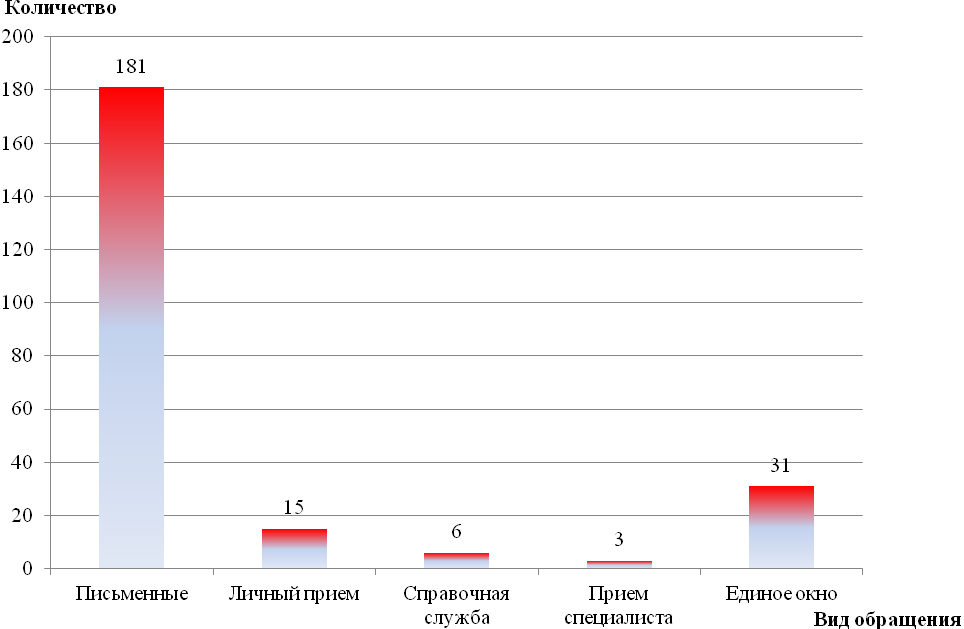 Количество
200
180
160
140
120
100
80
60
40
20
0
181
15
6
3
31
Письменные
Личный прием
Справочная
служба
Прием
специалиста
Единое окно
Вид обращения